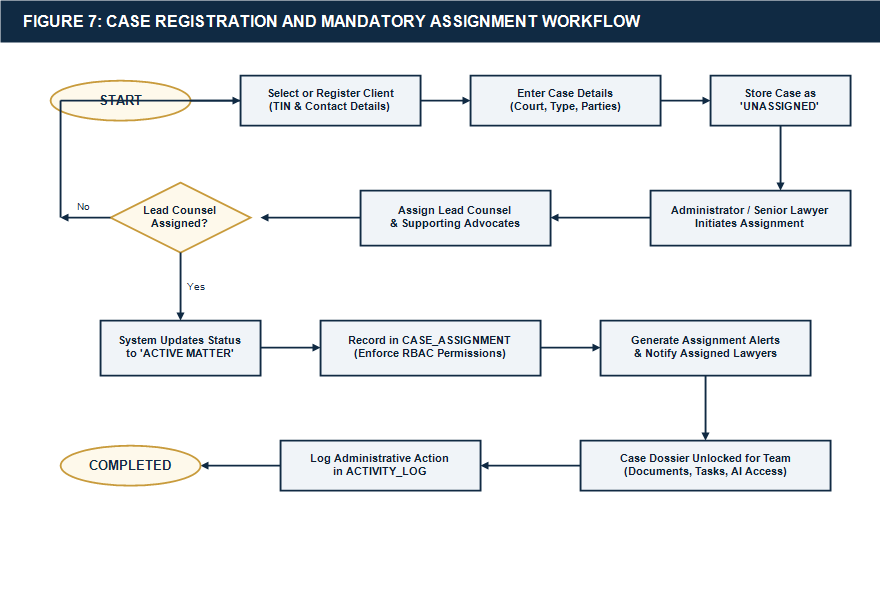 FIGURE 7: CASE REGISTRATION AND MANDATORY ASSIGNMENT WORKFLOW
START
Select or Register Client
(TIN & Contact Details)
Enter Case Details
(Court, Type, Parties)
Store Case as
'UNASSIGNED'
No
Lead Counsel
Assigned?
Assign Lead Counsel
& Supporting Advocates
Administrator / Senior Lawyer
Initiates Assignment
Yes
System Updates Status
to 'ACTIVE MATTER'
Record in CASE_ASSIGNMENT
(Enforce RBAC Permissions)
Generate Assignment Alerts
& Notify Assigned Lawyers
COMPLETED
Log Administrative Action
in ACTIVITY_LOG
Case Dossier Unlocked for Team
(Documents, Tasks, AI Access)